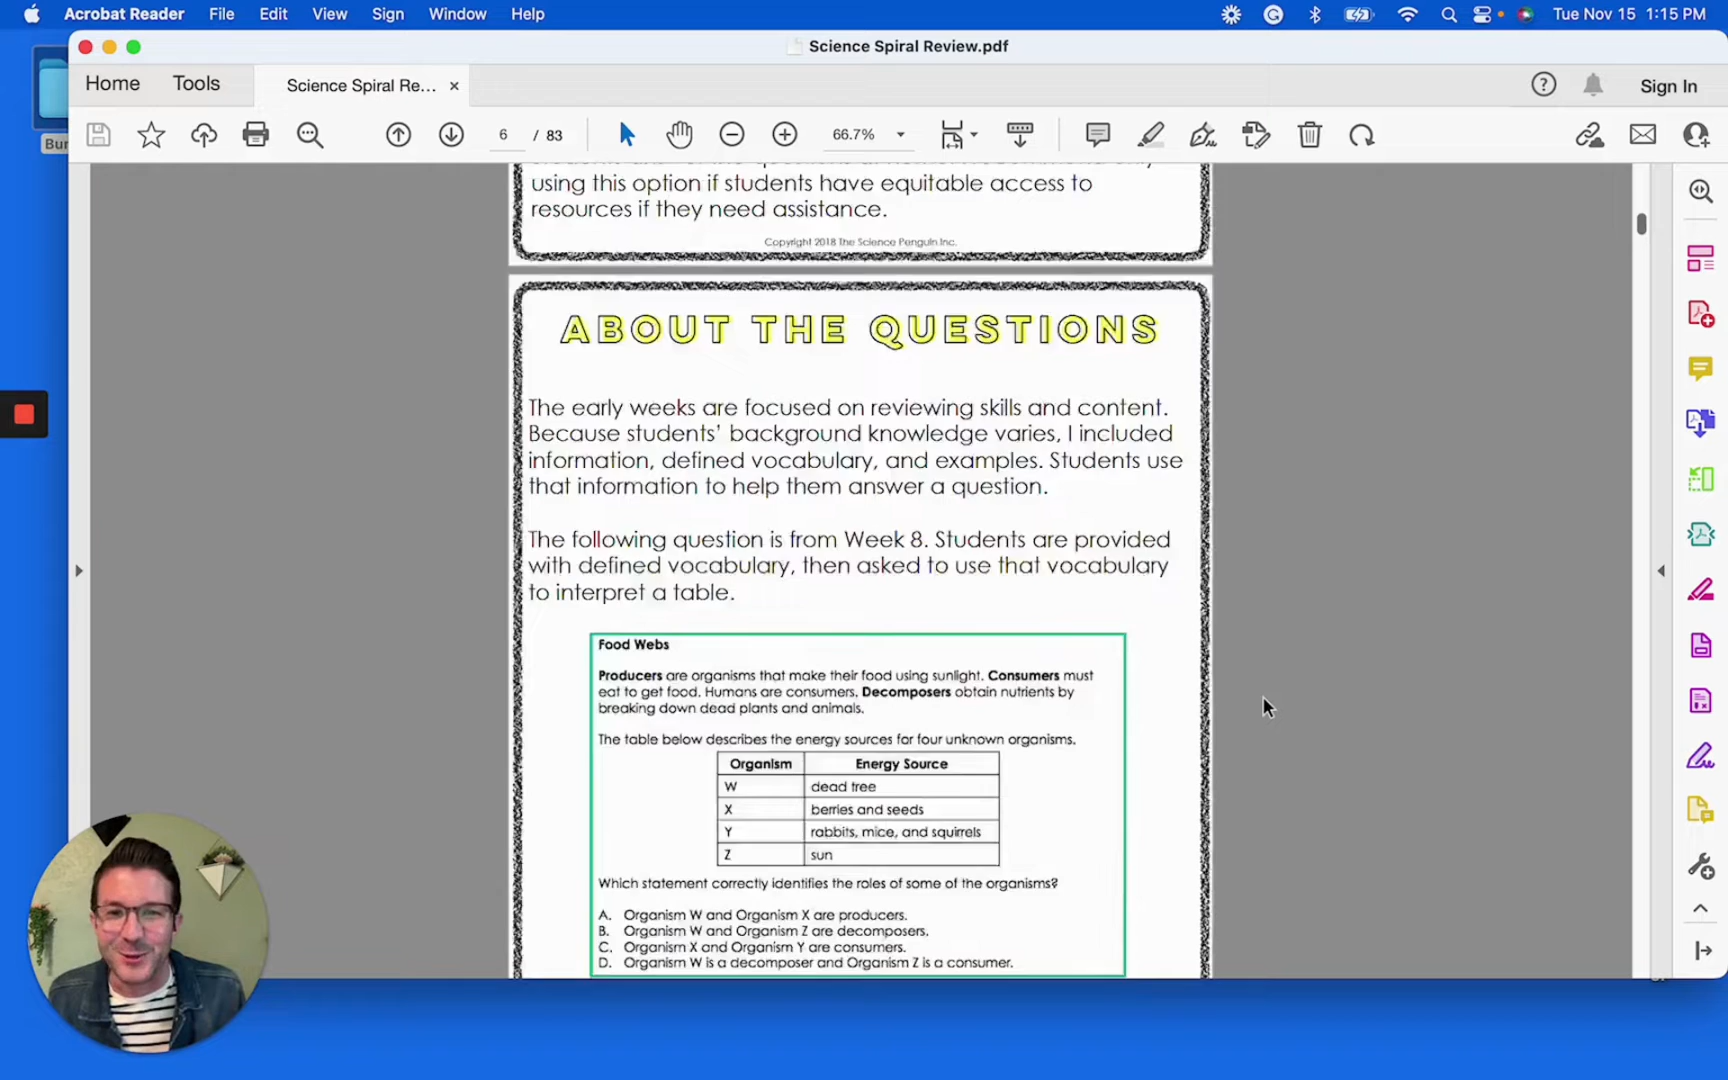 Acrobat Reader File Edit View Sign Window Help Tue Nov 15 1:15 PM
Science Spiral Review.pdf
Home Tools Science Spiral Re... Sign In
6 / 83 66.7%
using this option if students have equitable access to
resources if they need assistance.
Copyright 2018 The Science Penguin Inc.
ABOUT THE QUESTIONS
The early weeks are focused on reviewing skills and content.
Because students’ background knowledge varies, I included
information, defined vocabulary, and examples. Students use
that information to help them answer a question.
The following question is from Week 8. Students are provided
with defined vocabulary, then asked to use that vocabulary
to interpret a table.
Food Webs
Producers are organisms that make their food using sunlight. Consumers must
eat to get food. Humans are consumers. Decomposers obtain nutrients by
breaking down dead plants and animals.
The table below describes the energy sources for four unknown organisms.
Organism Energy Source
W dead tree
X berries and seeds
Y rabbits, mice, and squirrels
Z sun
Which statement correctly identifies the roles of some of the organisms?
A. Organism W and Organism X are producers.
B. Organism W and Organism Z are decomposers.
C. Organism X and Organism Y are consumers.
D. Organism W is a decomposer and Organism Z is a consumer.